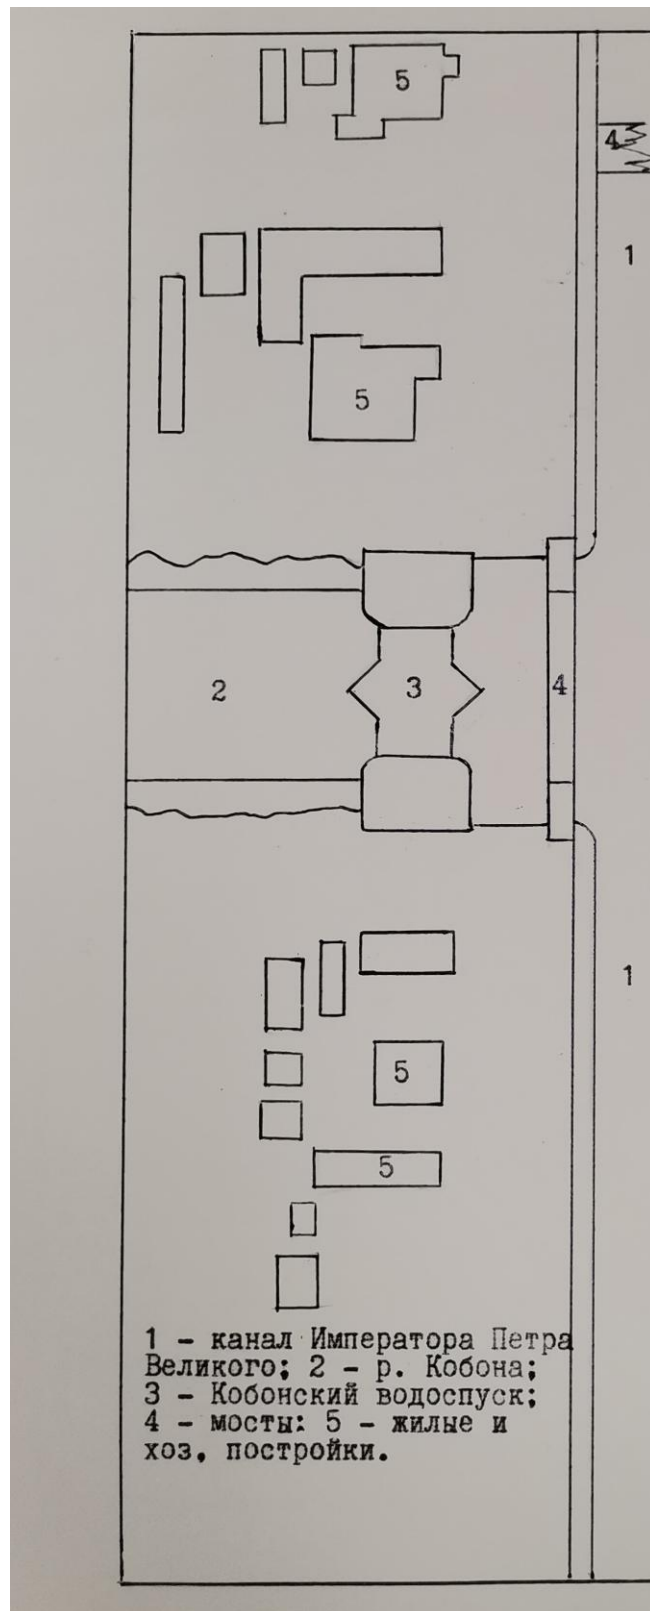 5
4
1
5
2
3
4
1
5
5
1 - канал Императора Петра
Великого; 2 - р. Кобона;
3 - Кобонский водоспуск;
4 - мосты: 5 - жилые и
хоз. постройки.